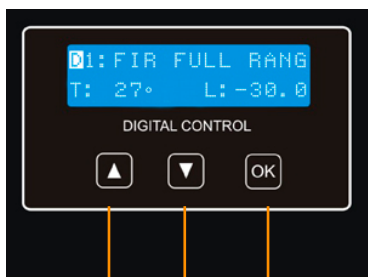 D1:FIR FULL RANG
T: 27° L:-30.0
DIGITAL CONTROL
OK